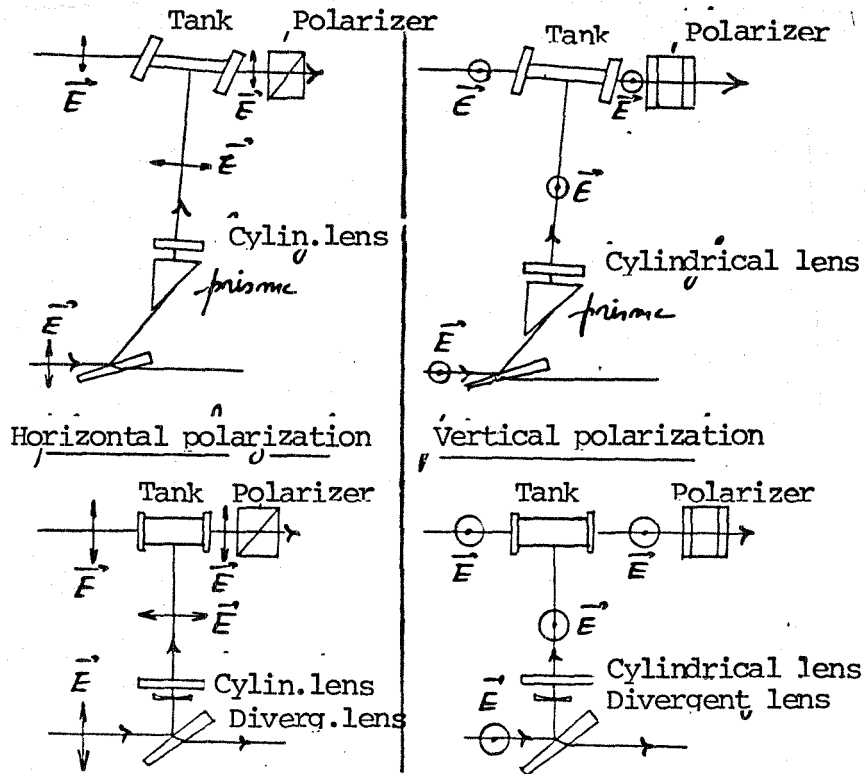 Tank Polarizer
E E
E
Cylin.lens
prisme
E
Horizontal polarization
Tank Polarizer
E E
E
E
Cylin.lens
Diverg.lens
Tank Polarizer
E E
E
Cylindrical lens
prisme
E
Vertical polarization
Tank Polarizer
E E
E
E
Cylindrical lens
Divergent lens